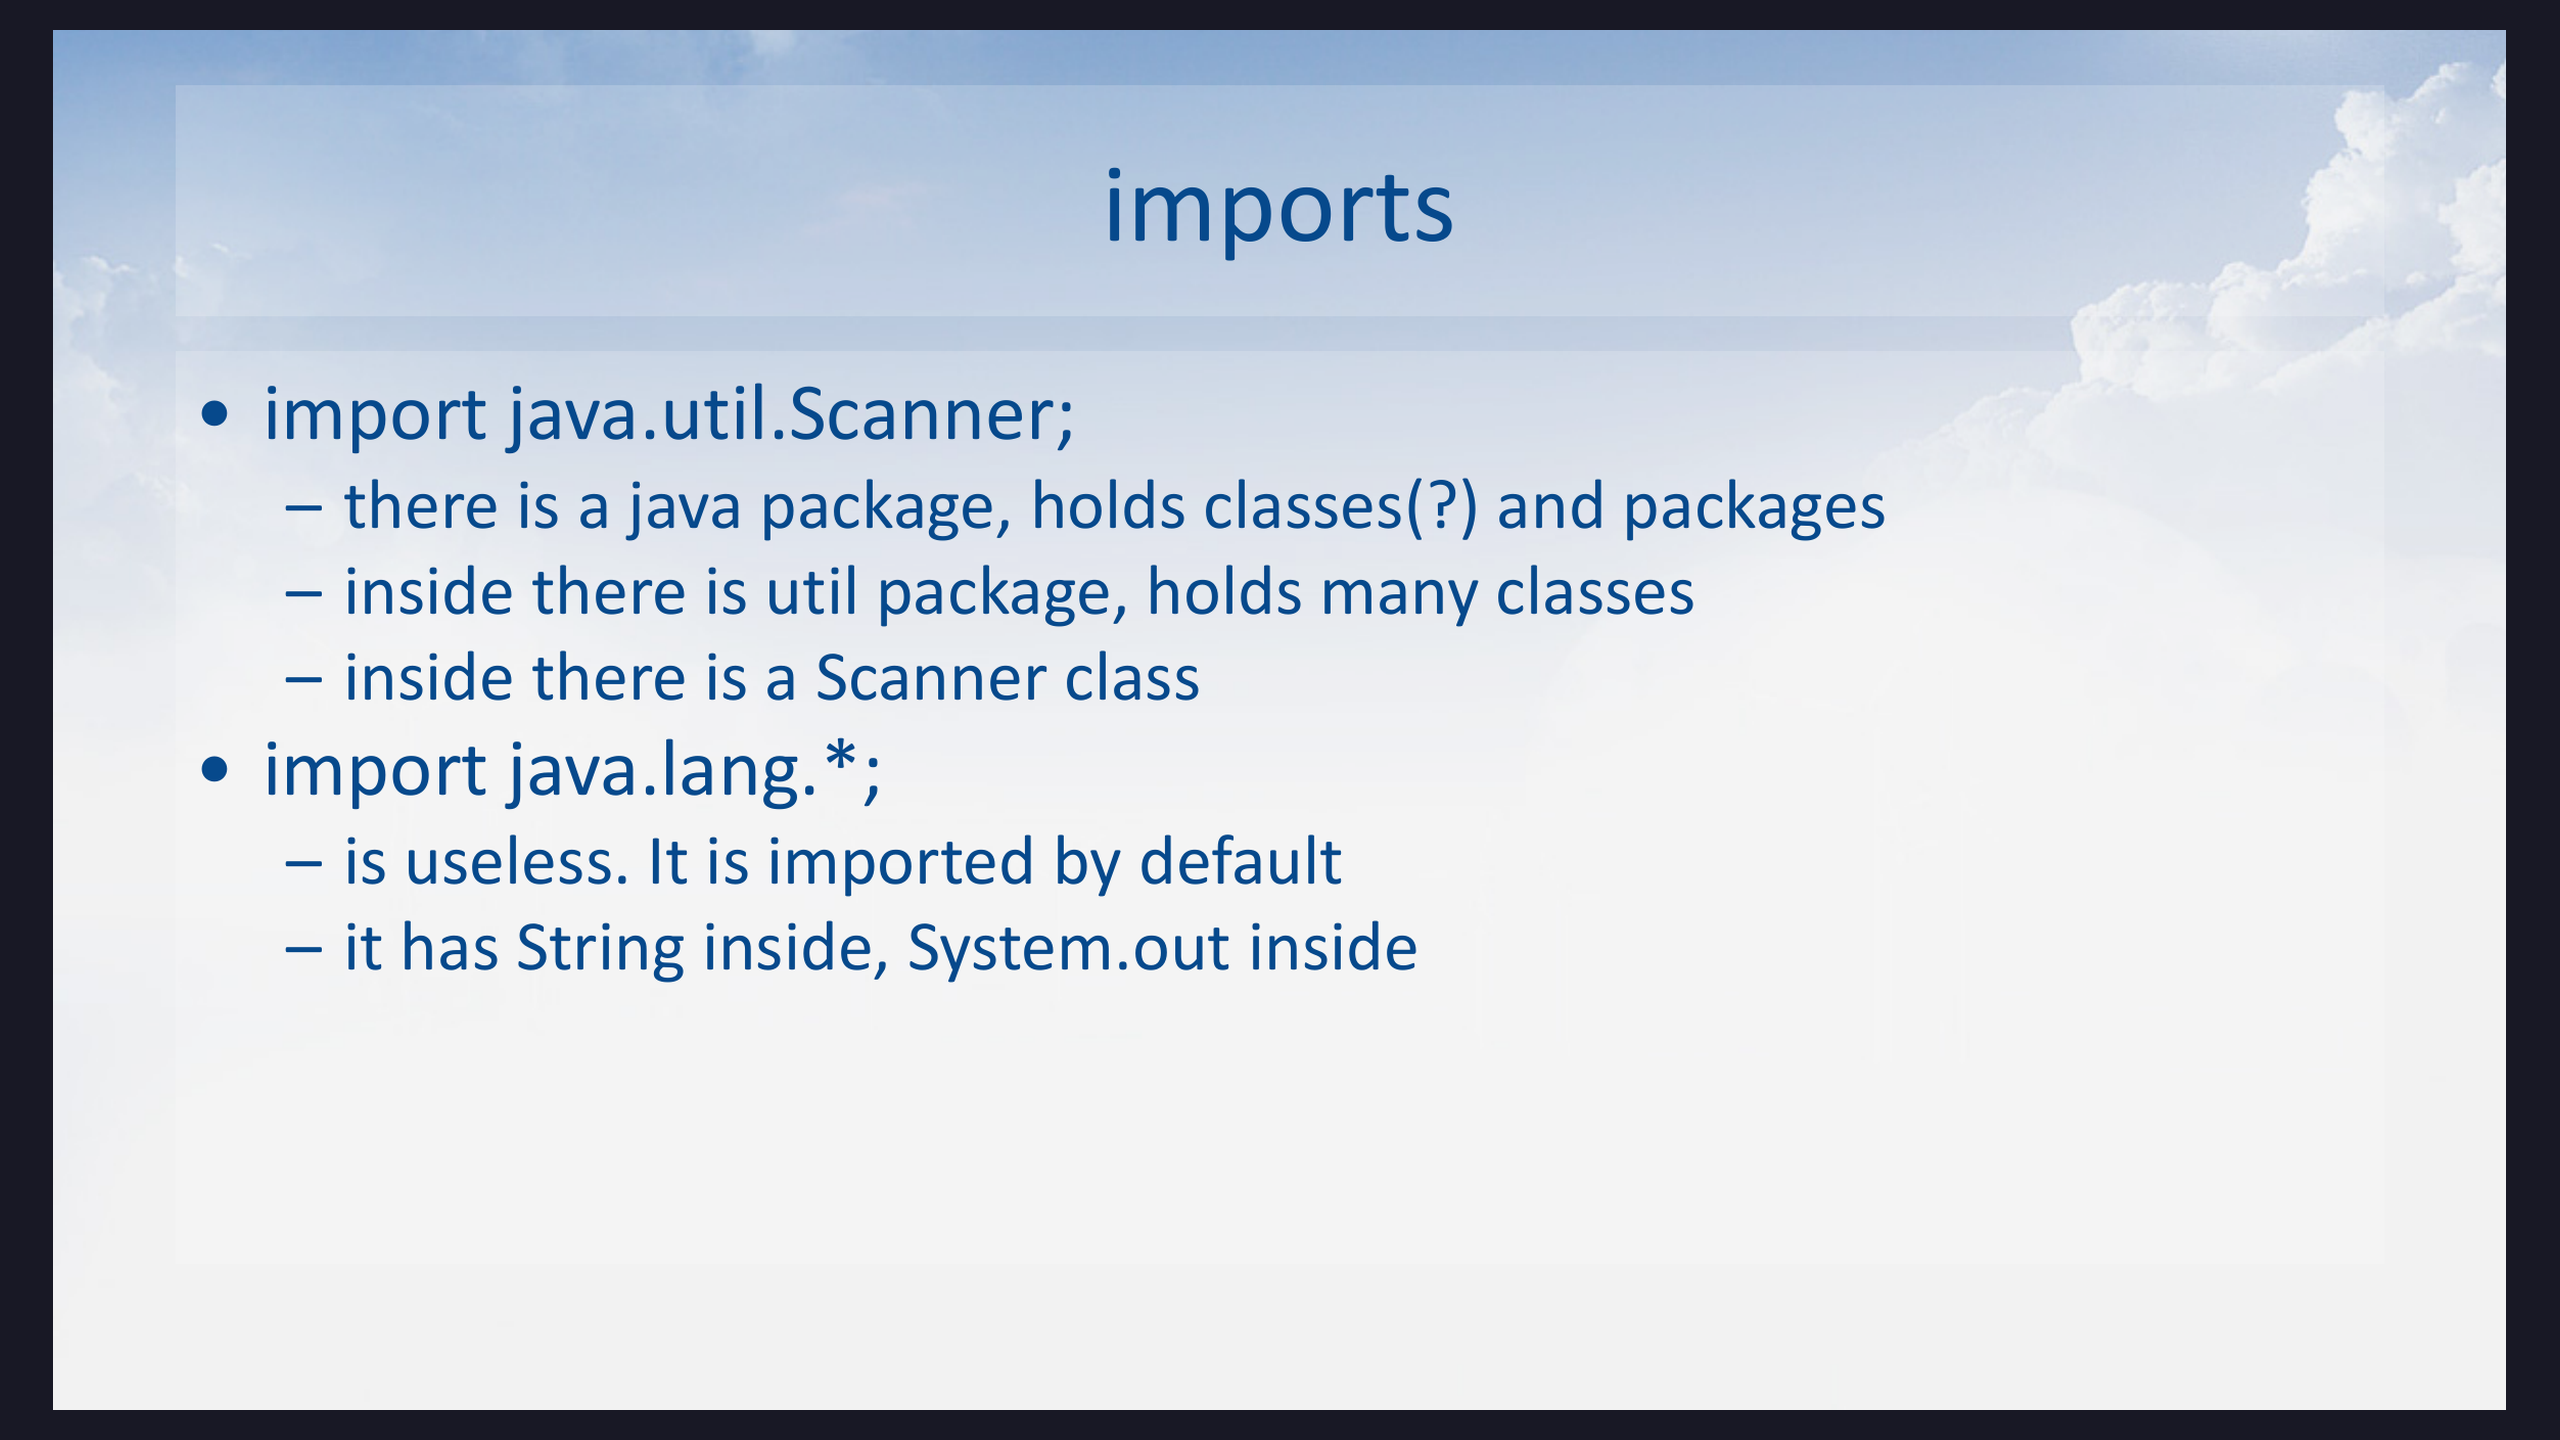 imports
• import java.util.Scanner;
– there is a java package, holds classes(?) and packages
– inside there is util package, holds many classes
– inside there is a Scanner class
• import java.lang.*;
– is useless. It is imported by default
– it has String inside, System.out inside